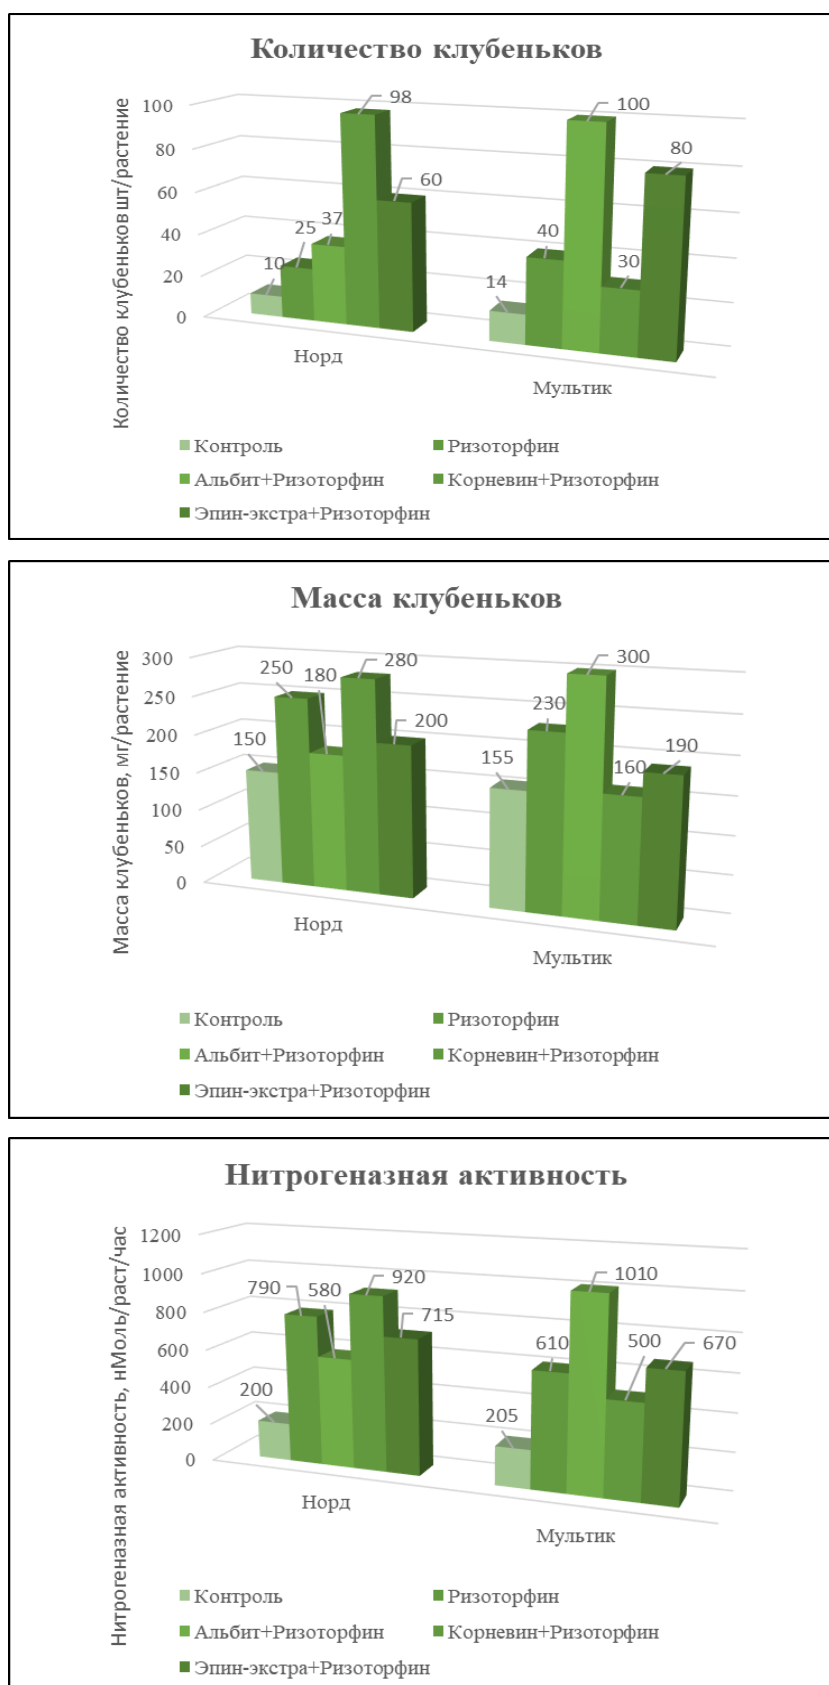 Количество клубеньков
Количество клубеньков шт/растение
100
80
60
40
20
0
10
25
37
98
60
14
40
100
30
80
Норд
Мультик
Контроль
Ризоторфин
Альбит+Ризоторфин
Корневин+Ризоторфин
Эпин-экстра+Ризоторфин
Масса клубеньков
Масса клубеньков, мг/растение
300
250
200
150
100
50
0
150
250
180
280
200
155
230
300
160
190
Норд
Мультик
Контроль
Ризоторфин
Альбит+Ризоторфин
Корневин+Ризоторфин
Эпин-экстра+Ризоторфин
Нитрогеназная активность
Нитрогеназная активность, нМоль/раст/час
1200
1000
800
600
400
200
0
200
790
580
920
715
205
610
1010
500
670
Норд
Мультик
Контроль
Ризоторфин
Альбит+Ризоторфин
Корневин+Ризоторфин
Эпин-экстра+Ризоторфин